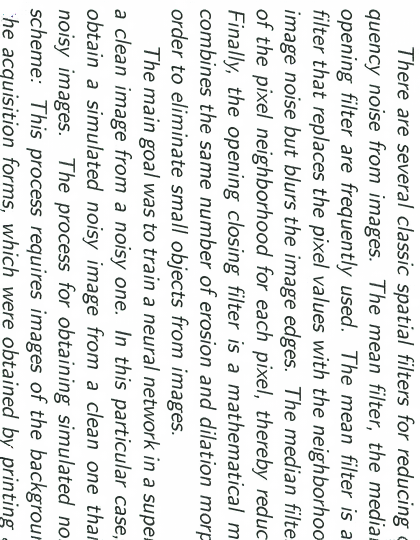 There are several classic spatial filters for reducing
quency noise from images. The mean filter, the media
opening filter are frequently used. The mean filter is a
filter that replaces the pixel values with the neighborhoo
image noise but blurs the image edges. The median filte
of the pixel neighborhood for each pixel, thereby reduc
Finally, the opening closing filter is a mathematical m
combines the same number of erosion and dilation morp
order to eliminate small objects from images.
The main goal was to train a neural network in a super
a clean image from a noisy one. In this particular case,
obtain a simulated noisy image from a clean one than
noisy images. The process for obtaining simulated no
scheme: This process requires images of the backgroun
he acquisition forms, which were obtained by printing